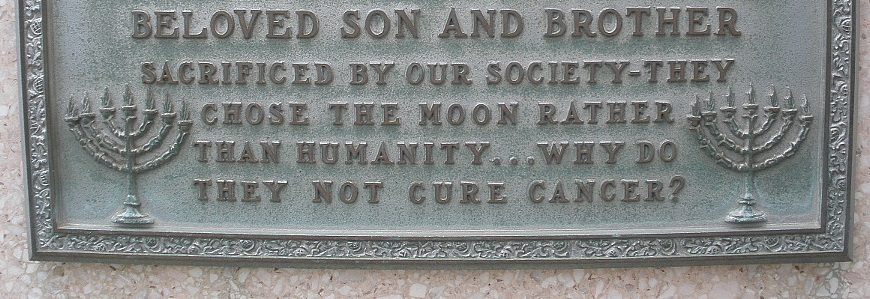 BELOVED SON AND BROTHER
SACRIFICED BY OUR SOCIETY-THEY
CHOSE THE MOON RATHER
THAN HUMANITY...WHY DO
THEY NOT CURE CANCER?